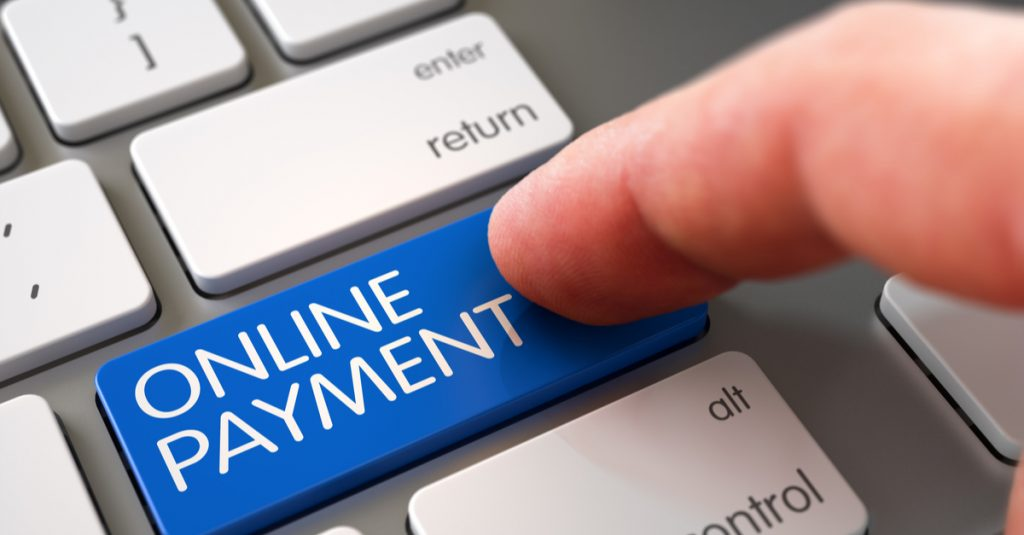 }
]
enter
return
"
,
ONLINE
PAYMENT
alt
control